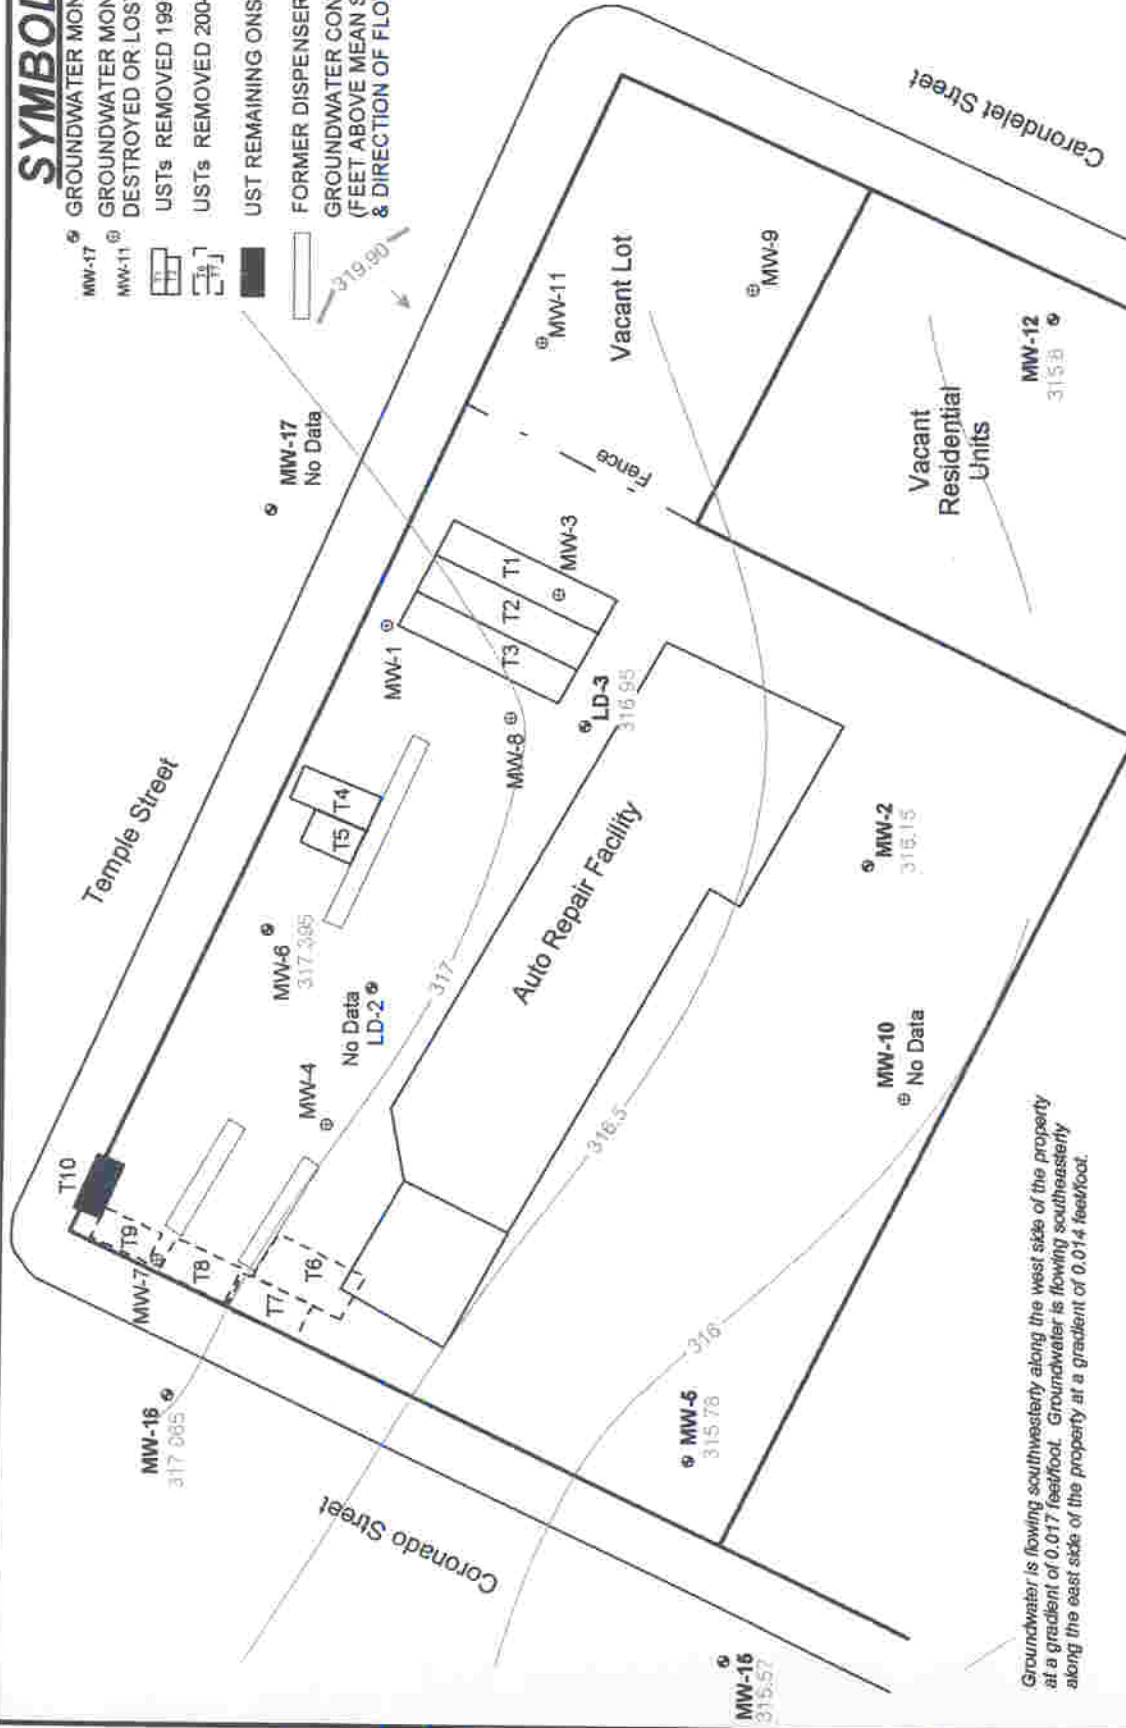 SYMBOL
MW-17 GROUNDWATER MON
MW-11 GROUNDWATER MON
DESTROYED OR LOS
T1
T2
USTs REMOVED 199
T6
T7
USTs REMOVED 200
UST REMAINING ONS
FORMER DISPENSER
319.90
GROUNDWATER CON
(FEET ABOVE MEAN S
& DIRECTION OF FLO
Temple Street
Carondelet Street
Coronado Street
T10
T9
MW-7
T8
T7
T6
MW-16
317.065
MW-4
No Data
LD-2
MW-6
317.395
T5
T4
MW-1
MW-17
No Data
T3
T2
T1
MW-3
MW-8
LD-3
316.95
Fence
MW-11
Vacant Lot
MW-9
Vacant
Residential
Units
MW-12
315.8
317
316.5
316
Auto Repair Facility
MW-2
316.15
MW-10
No Data
MW-5
315.78
MW-15
315.57
Groundwater is flowing southwesterly along the west side of the property
at a gradient of 0.017 feet/foot. Groundwater is flowing southeasterly
along the east side of the property at a gradient of 0.014 feet/foot.